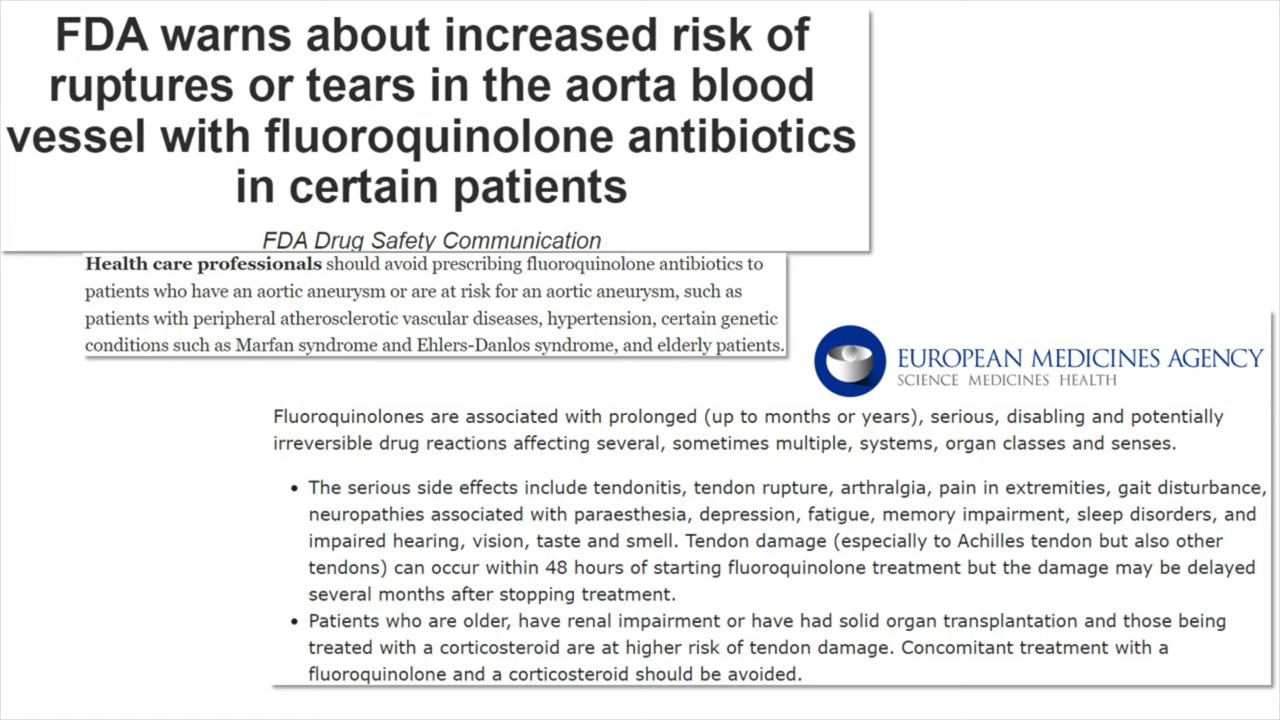 FDA warns about increased risk of
ruptures or tears in the aorta blood
vessel with fluoroquinolone antibiotics
in certain patients
FDA Drug Safety Communication
Health care professionals should avoid prescribing fluoroquinolone antibiotics to
patients who have an aortic aneurysm or are at risk for an aortic aneurysm, such as
patients with peripheral atherosclerotic vascular diseases, hypertension, certain genetic
conditions such as Marfan syndrome and Ehlers-Danlos syndrome, and elderly patients.
EUROPEAN MEDICINES AGENCY
SCIENCE MEDICINES HEALTH
Fluoroquinolones are associated with prolonged (up to months or years), serious, disabling and potentially
irreversible drug reactions affecting several, sometimes multiple, systems, organ classes and senses.
• The serious side effects include tendonitis, tendon rupture, arthralgia, pain in extremities, gait disturbance,
neuropathies associated with paraesthesia, depression, fatigue, memory impairment, sleep disorders, and
impaired hearing, vision, taste and smell. Tendon damage (especially to Achilles tendon but also other
tendons) can occur within 48 hours of starting fluoroquinolone treatment but the damage may be delayed
several months after stopping treatment.
• Patients who are older, have renal impairment or have had solid organ transplantation and those being
treated with a corticosteroid are at higher risk of tendon damage. Concomitant treatment with a
fluoroquinolone and a corticosteroid should be avoided.